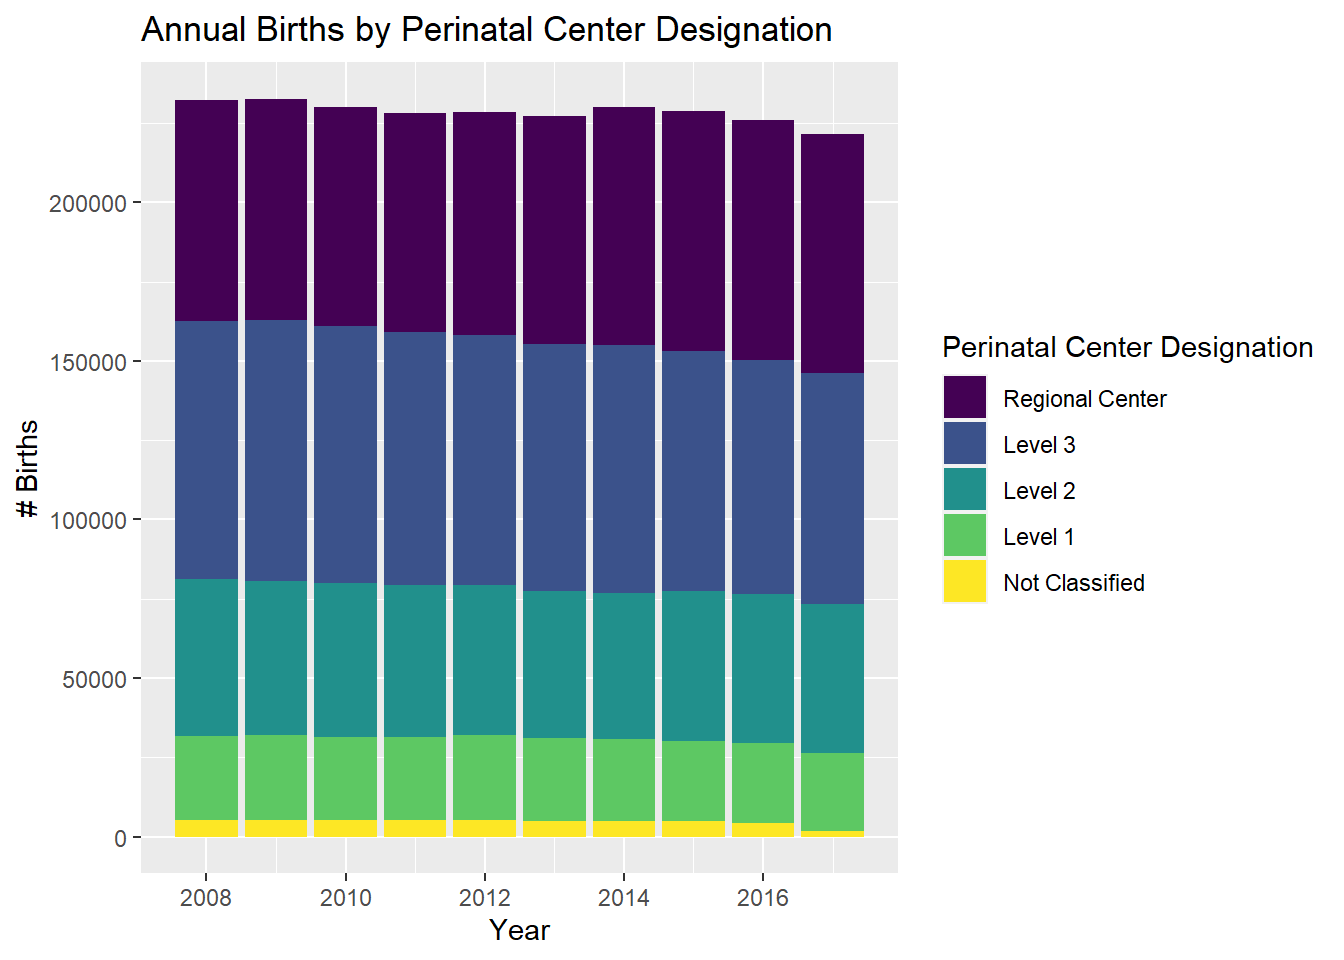 Annual Births by Perinatal Center Designation
# Births
200000
150000
100000
50000
0
2008 2010 2012 2014 2016
Year
Perinatal Center Designation
Regional Center
Level 3
Level 2
Level 1
Not Classified